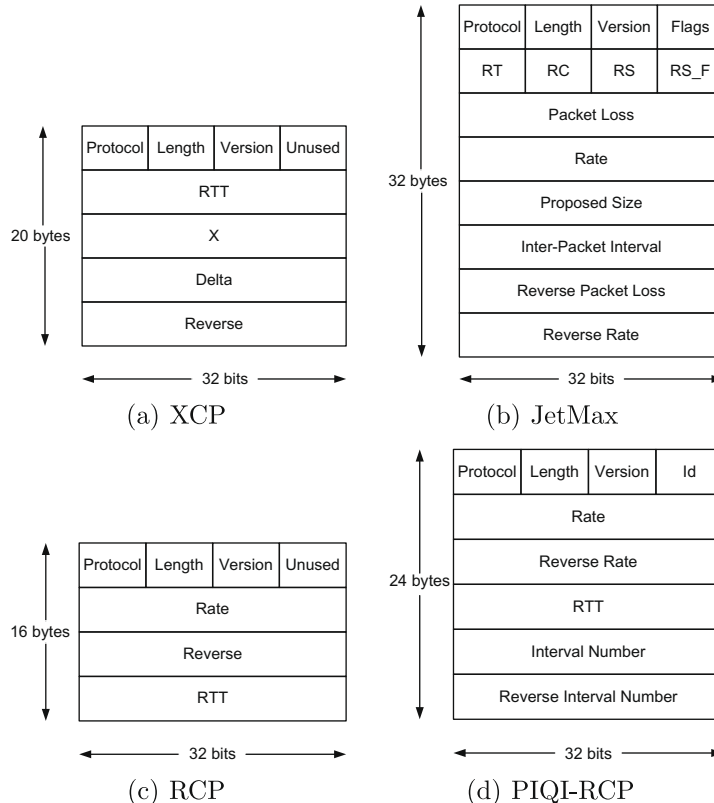 Protocol Length Version Unused
RTT
X
Delta
Reverse
20 bytes
32 bits
(a) XCP
Protocol Length Version Flags
RT RC RS RS_F
Packet Loss
Rate
Proposed Size
Inter-Packet Interval
Reverse Packet Loss
Reverse Rate
32 bytes
32 bits
(b) JetMax
Protocol Length Version Unused
Rate
Reverse
RTT
16 bytes
32 bits
(c) RCP
Protocol Length Version Id
Rate
Reverse Rate
RTT
Interval Number
Reverse Interval Number
24 bytes
32 bits
(d) PIQI-RCP